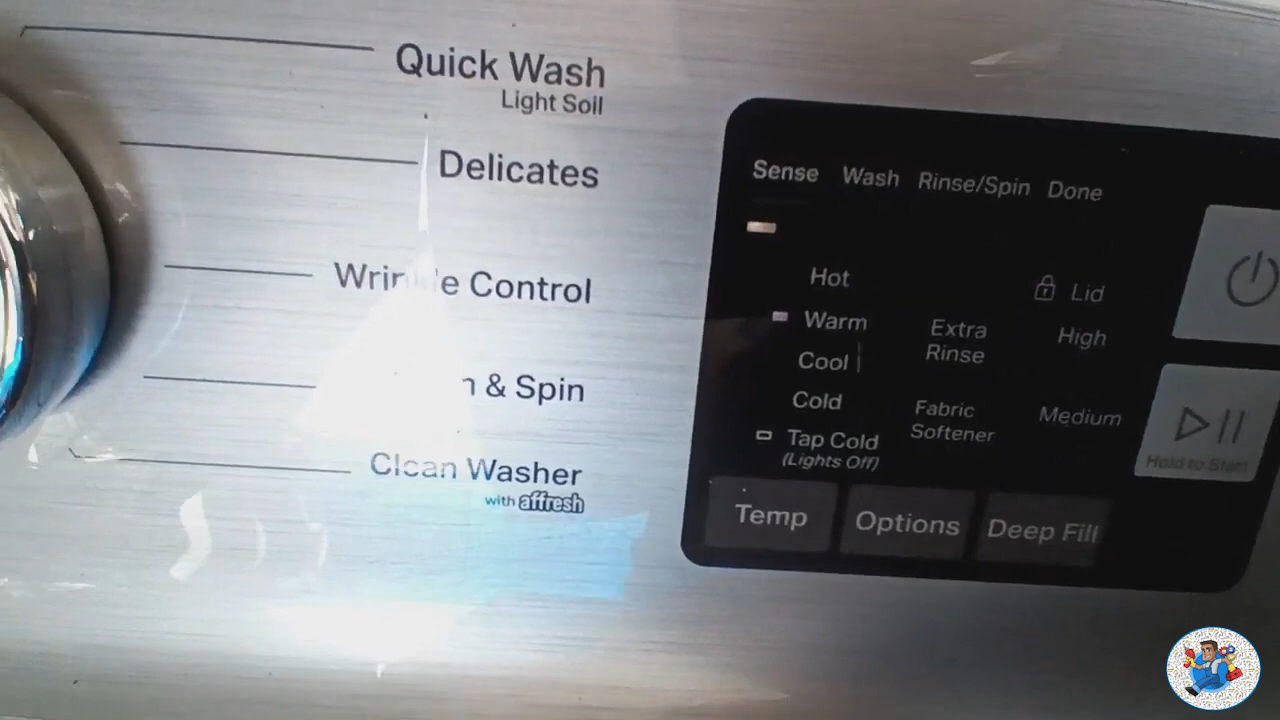 Quick Wash
Light Soil
Delicates
Control
& Spin
Clean Washer
with affresh
Sense Wash Rinse/Spin Done
Hot
Lid
Warm
Extra
Rinse
High
Cool
Cold
Fabric
Softener
Medium
Tap Cold
(Lights Off)
Hold to Start
Temp
Options
Deep Fill